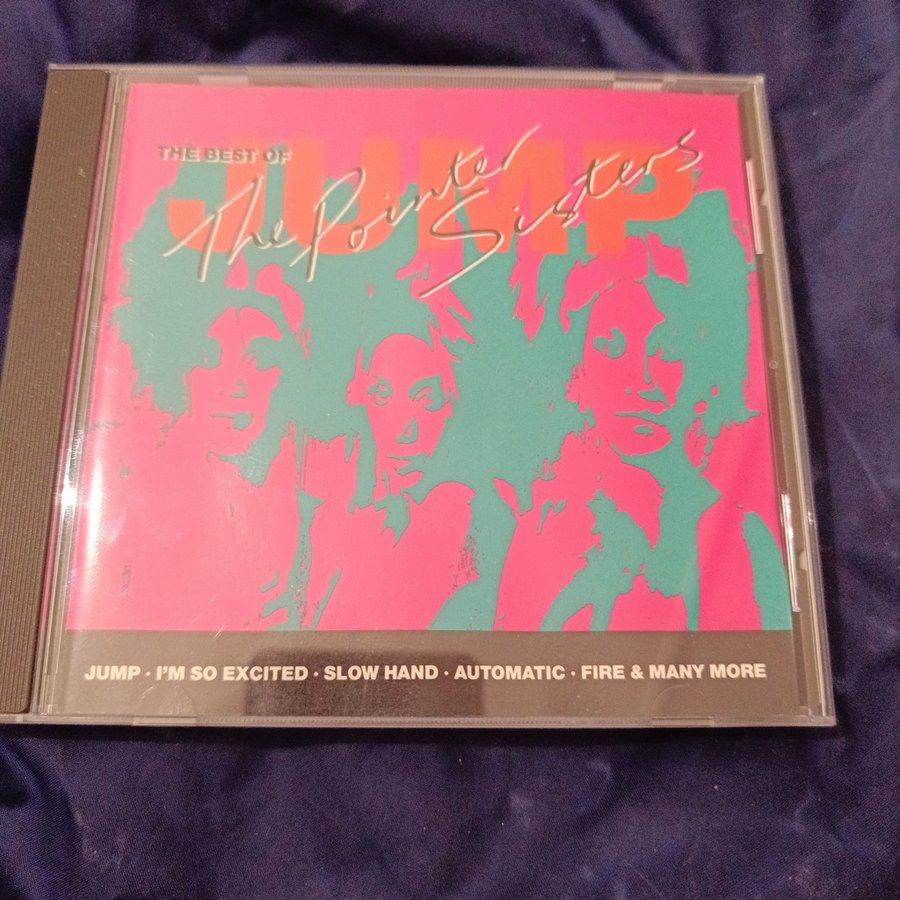 THE BEST OF
JUMP
The Pointer Sisters
JUMP · I'M SO EXCITED · SLOW HAND · AUTOMATIC · FIRE & MANY MORE